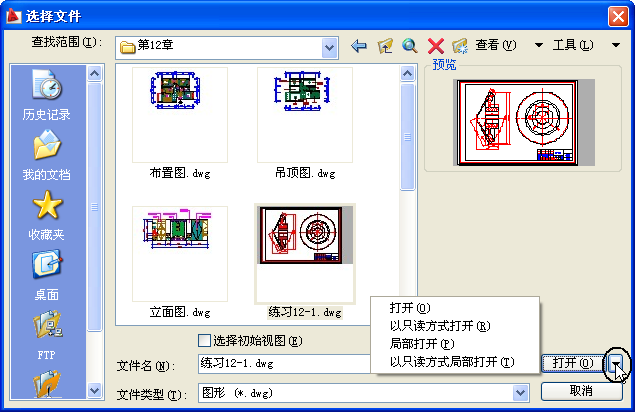 选择文件
查找范围(I):
第12章
查看(V)
工具(L)
历史记录
我的文档
收藏夹
桌面
FTP
布置图.dwg
吊顶图.dwg
立面图.dwg
练习12-1.dwg
预览
选择初始视图(E)
文件名(N):
练习12-1.dwg
文件类型(T):
图形 (*.dwg)
打开(O)
以只读方式打开(R)
局部打开(P)
以只读方式局部打开(T)
打开(O)
取消